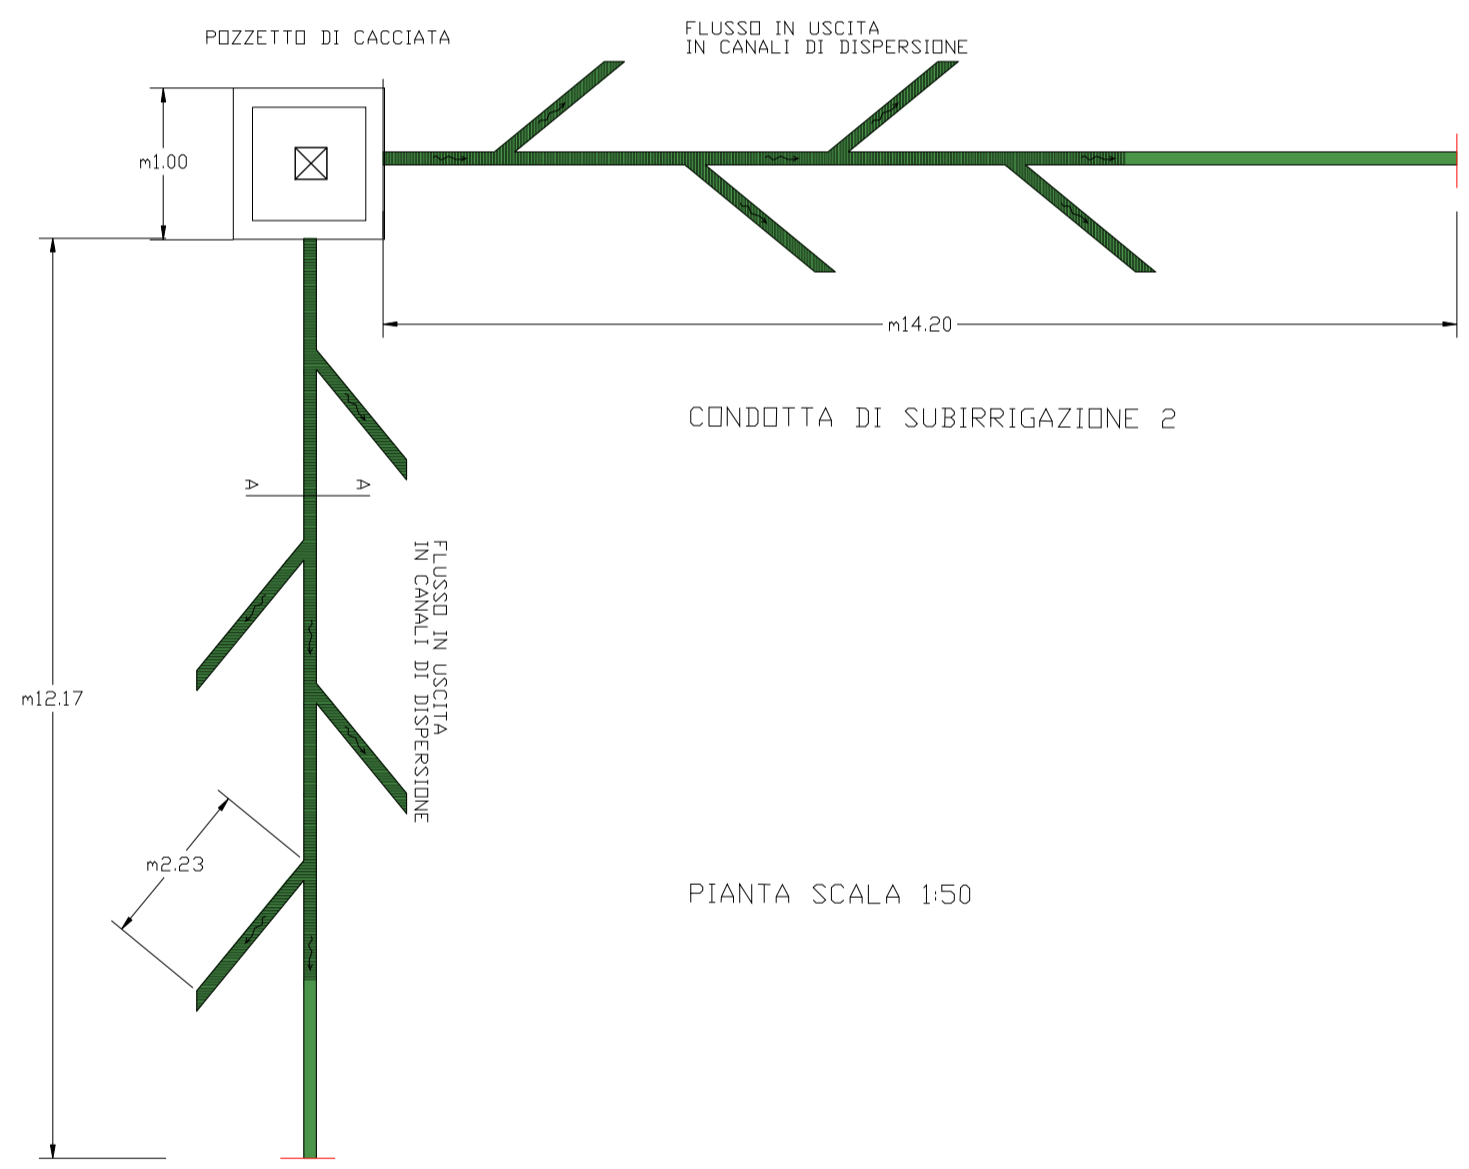 POZZETTO DI CACCIATA
FLUSSO IN USCITA
IN CANALI DI DISPERSIONE
m1.00
m14.20
CONDOTTA DI SUBIRRIGAZIONE 2
A
A
FLUSSO IN USCITA
IN CANALI DI DISPERSIONE
m12.17
m2.23
PIANTA SCALA 1:50